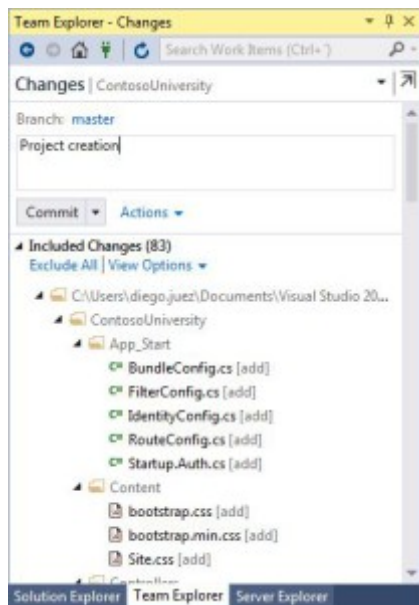 Team Explorer - Changes
Search Work Items (Ctrl+')
Changes | ContosoUniversity
Branch: master
Project creation
Commit Actions
Included Changes (83)
Exclude All | View Options
C:\Users\diego.juez\Documents\Visual Studio 20...
ContosoUniversity
App_Start
C# BundleConfig.cs [add]
C# FilterConfig.cs [add]
C# IdentityConfig.cs [add]
C# RouteConfig.cs [add]
C# Startup.Auth.cs [add]
Content
bootstrap.css [add]
bootstrap.min.css [add]
Site.css [add]
Controllers
Solution Explorer Team Explorer Server Explorer